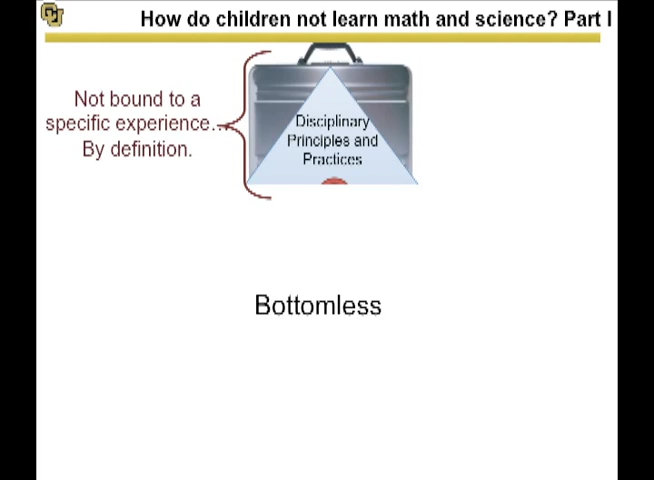 How do children not learn math and science? Part I
Not bound to a
specific experience…
By definition.
Disciplinary
Principles and
Practices
Bottomless